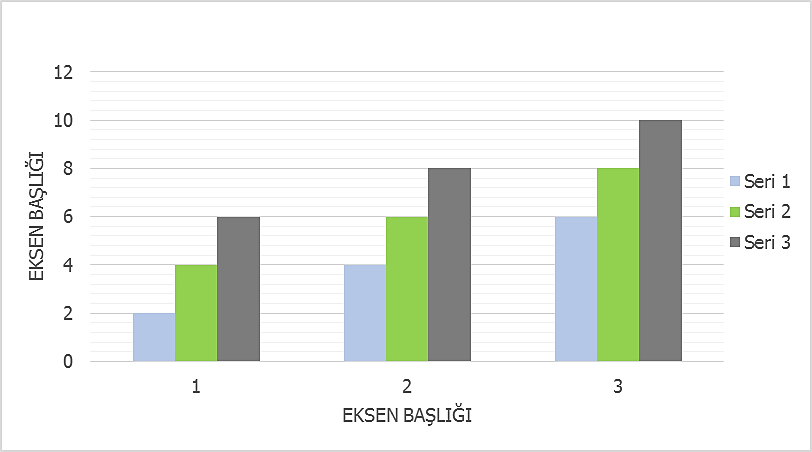 12
10
8
6
4
2
0
EKSEN BAŞLIĞI
1
2
3
EKSEN BAŞLIĞI
Seri 1
Seri 2
Seri 3